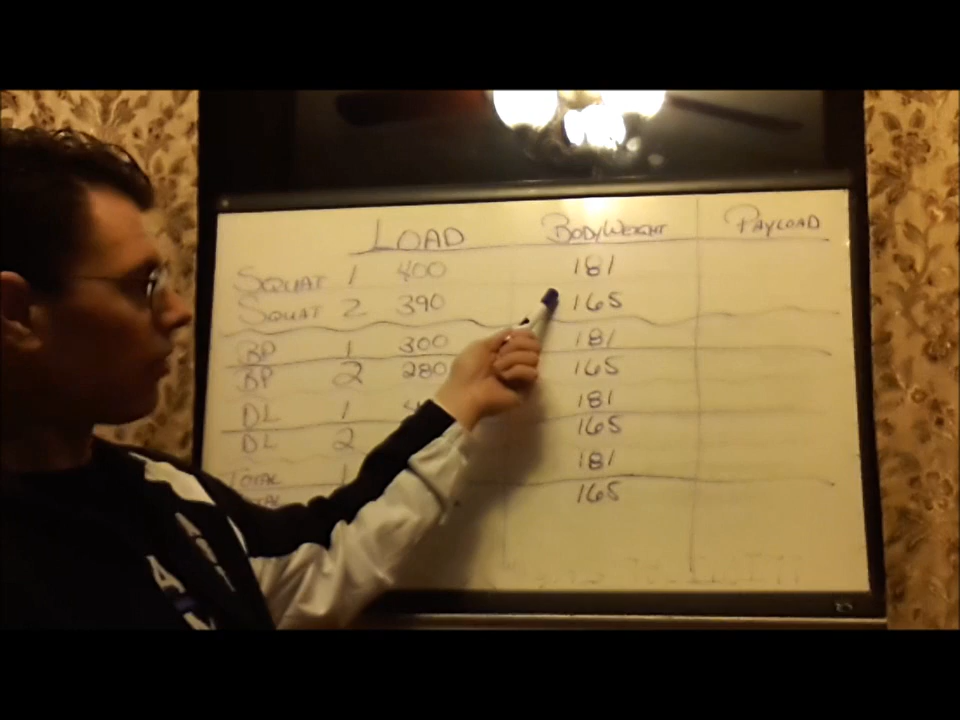 LOAD BODYWEIGHT PAYLOAD
SQUAT 1 400 181
SQUAT 2 390 165
BP 1 300 181
BP 2 280 165
DL 1 181
DL 2 165
TOTAL 1 181
165